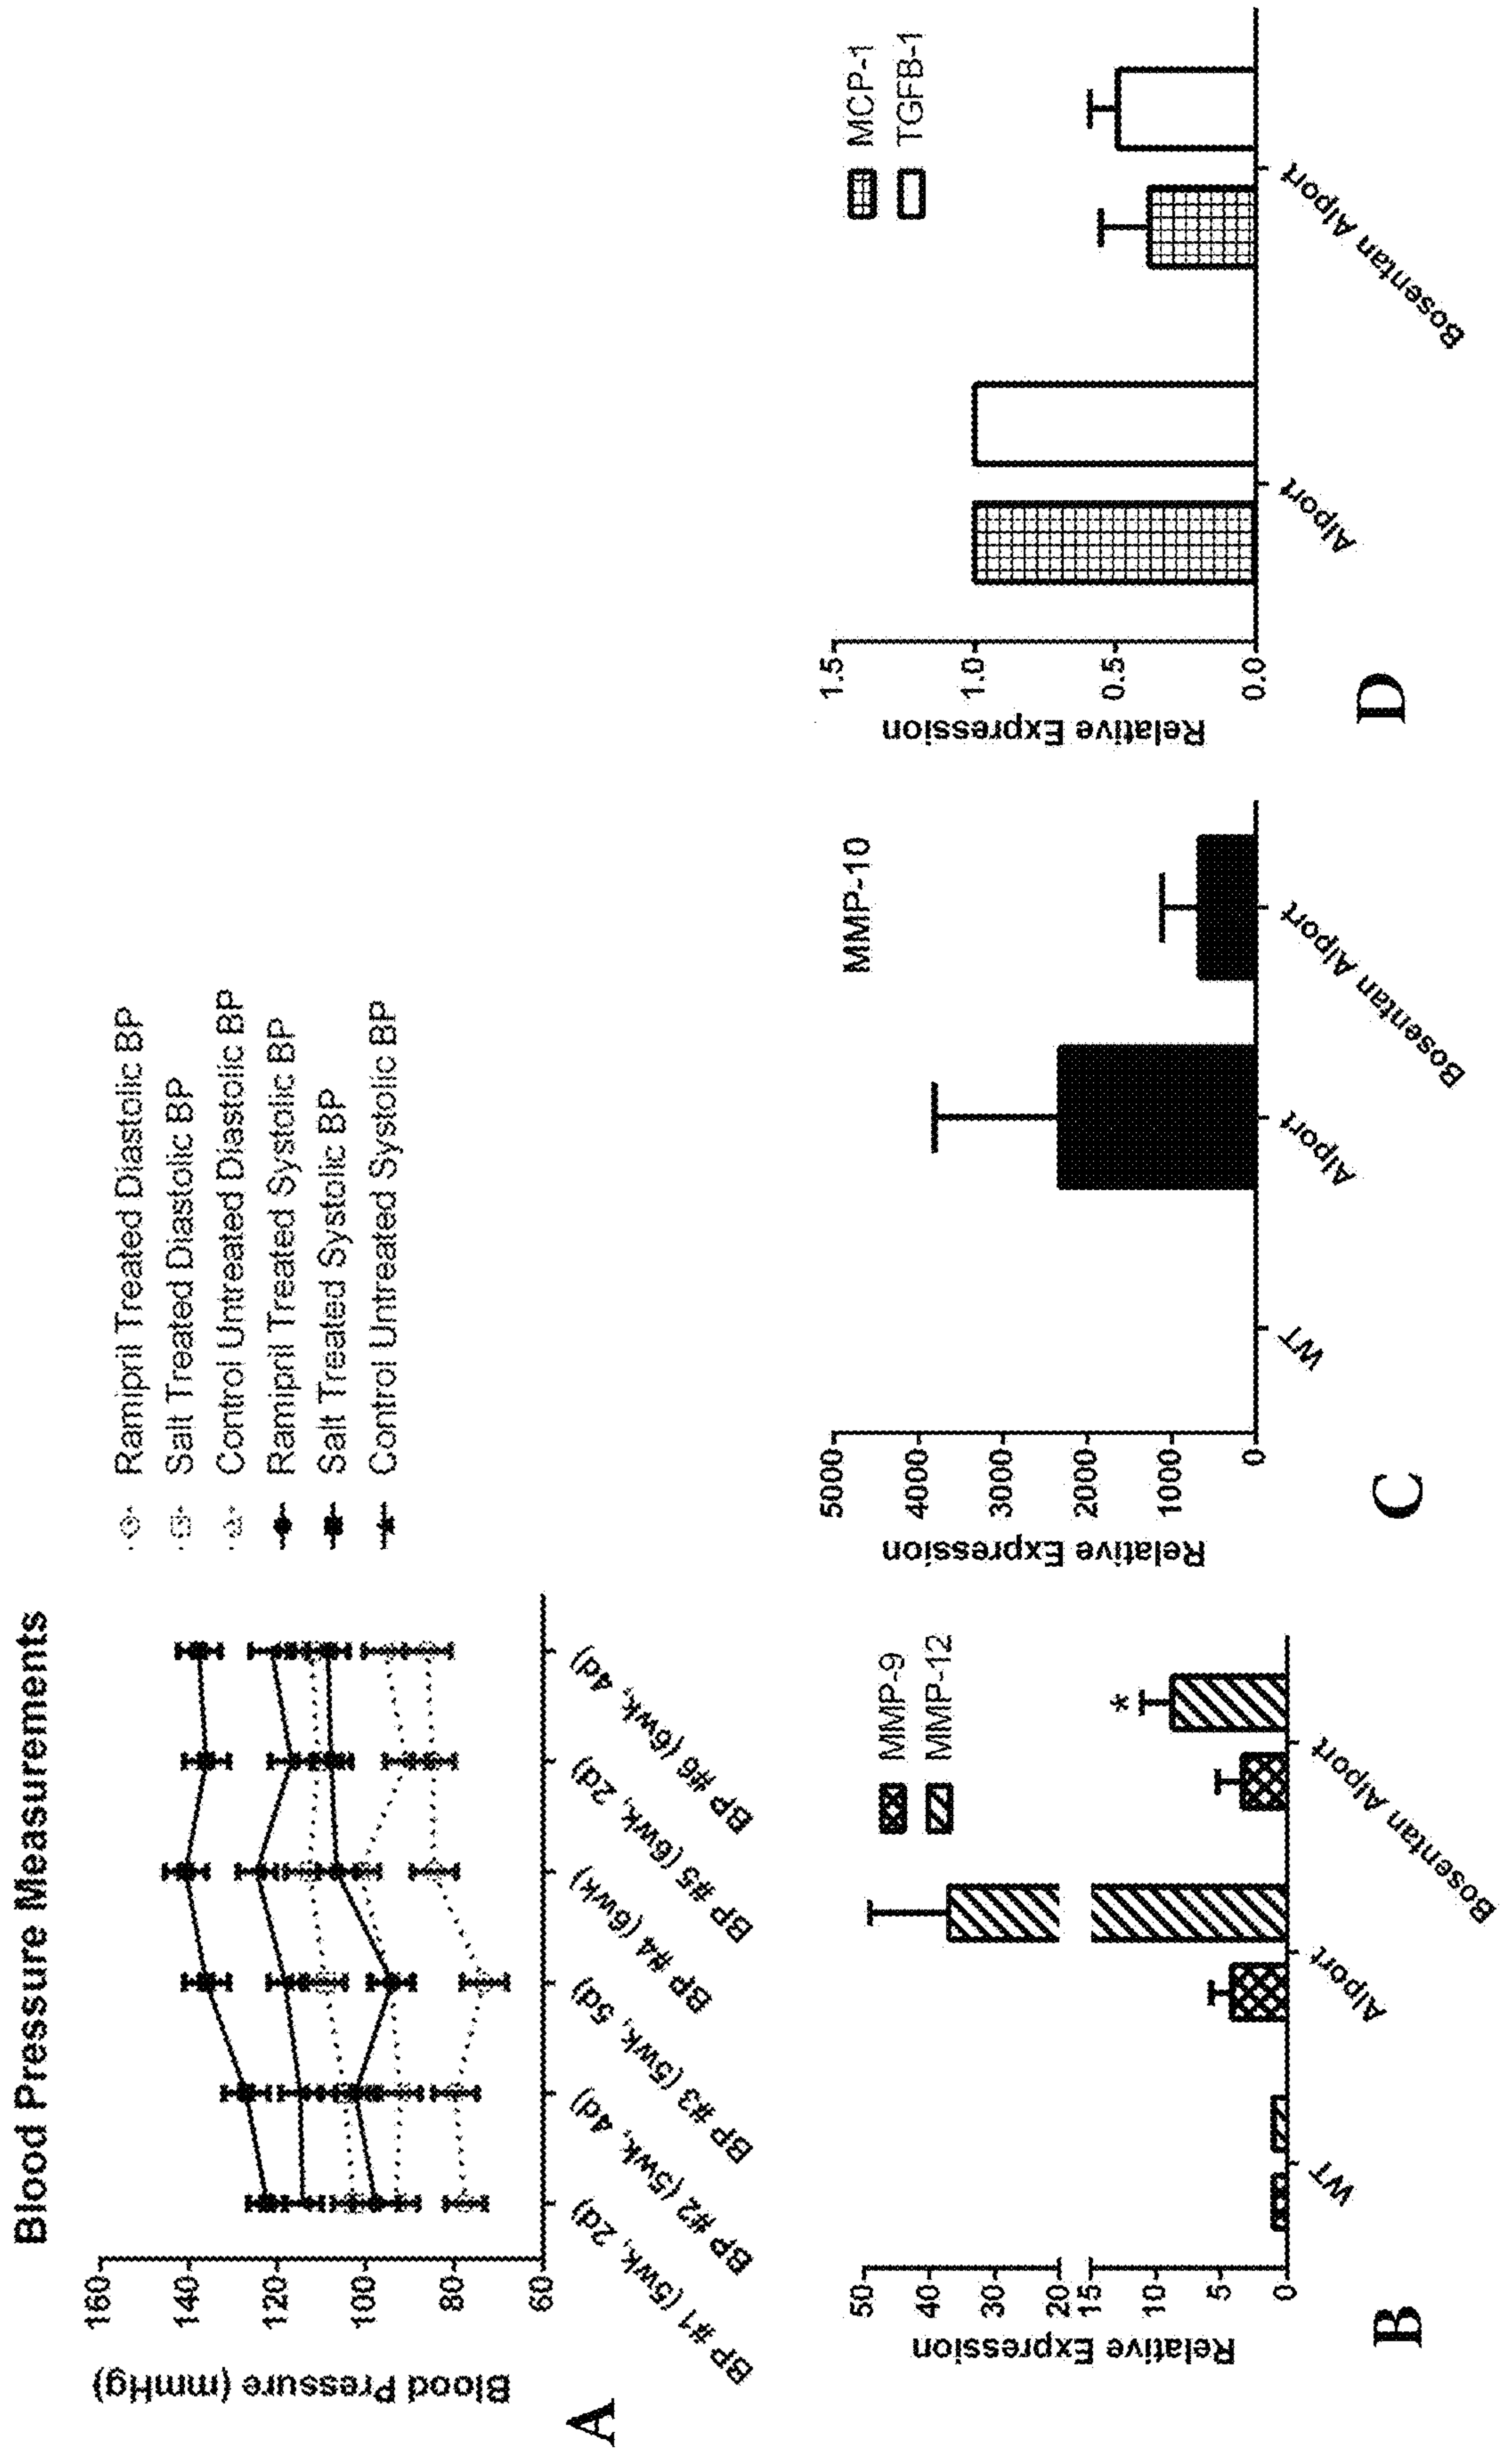 Blood Pressure Measurements
Blood Pressure (mmHg)
160
140
120
100
80
60
BP #1 (5wk, 2d)
BP #2 (5wk, 4d)
BP #3 (5wk, 5d)
BP #4 (6wk)
BP #5 (6wk, 2d)
BP #6 (6wk, 4d)
Ramipril Treated Diastolic BP
Salt Treated Diastolic BP
Control Untreated Diastolic BP
Ramipril Treated Systolic BP
Salt Treated Systolic BP
Control Untreated Systolic BP
A
Relative Expression
50
40
30
20
15
10
5
0
MMP-9
MMP-12
*
WT
Alport
Bosentan Alport
B
Relative Expression
5000
4000
3000
2000
1000
0
MMP-10
WT
Alport
Bosentan Alport
C
Relative Expression
1.5
1.0
0.5
0.0
MCP-1
TGFB-1
Alport
Bosentan Alport
D